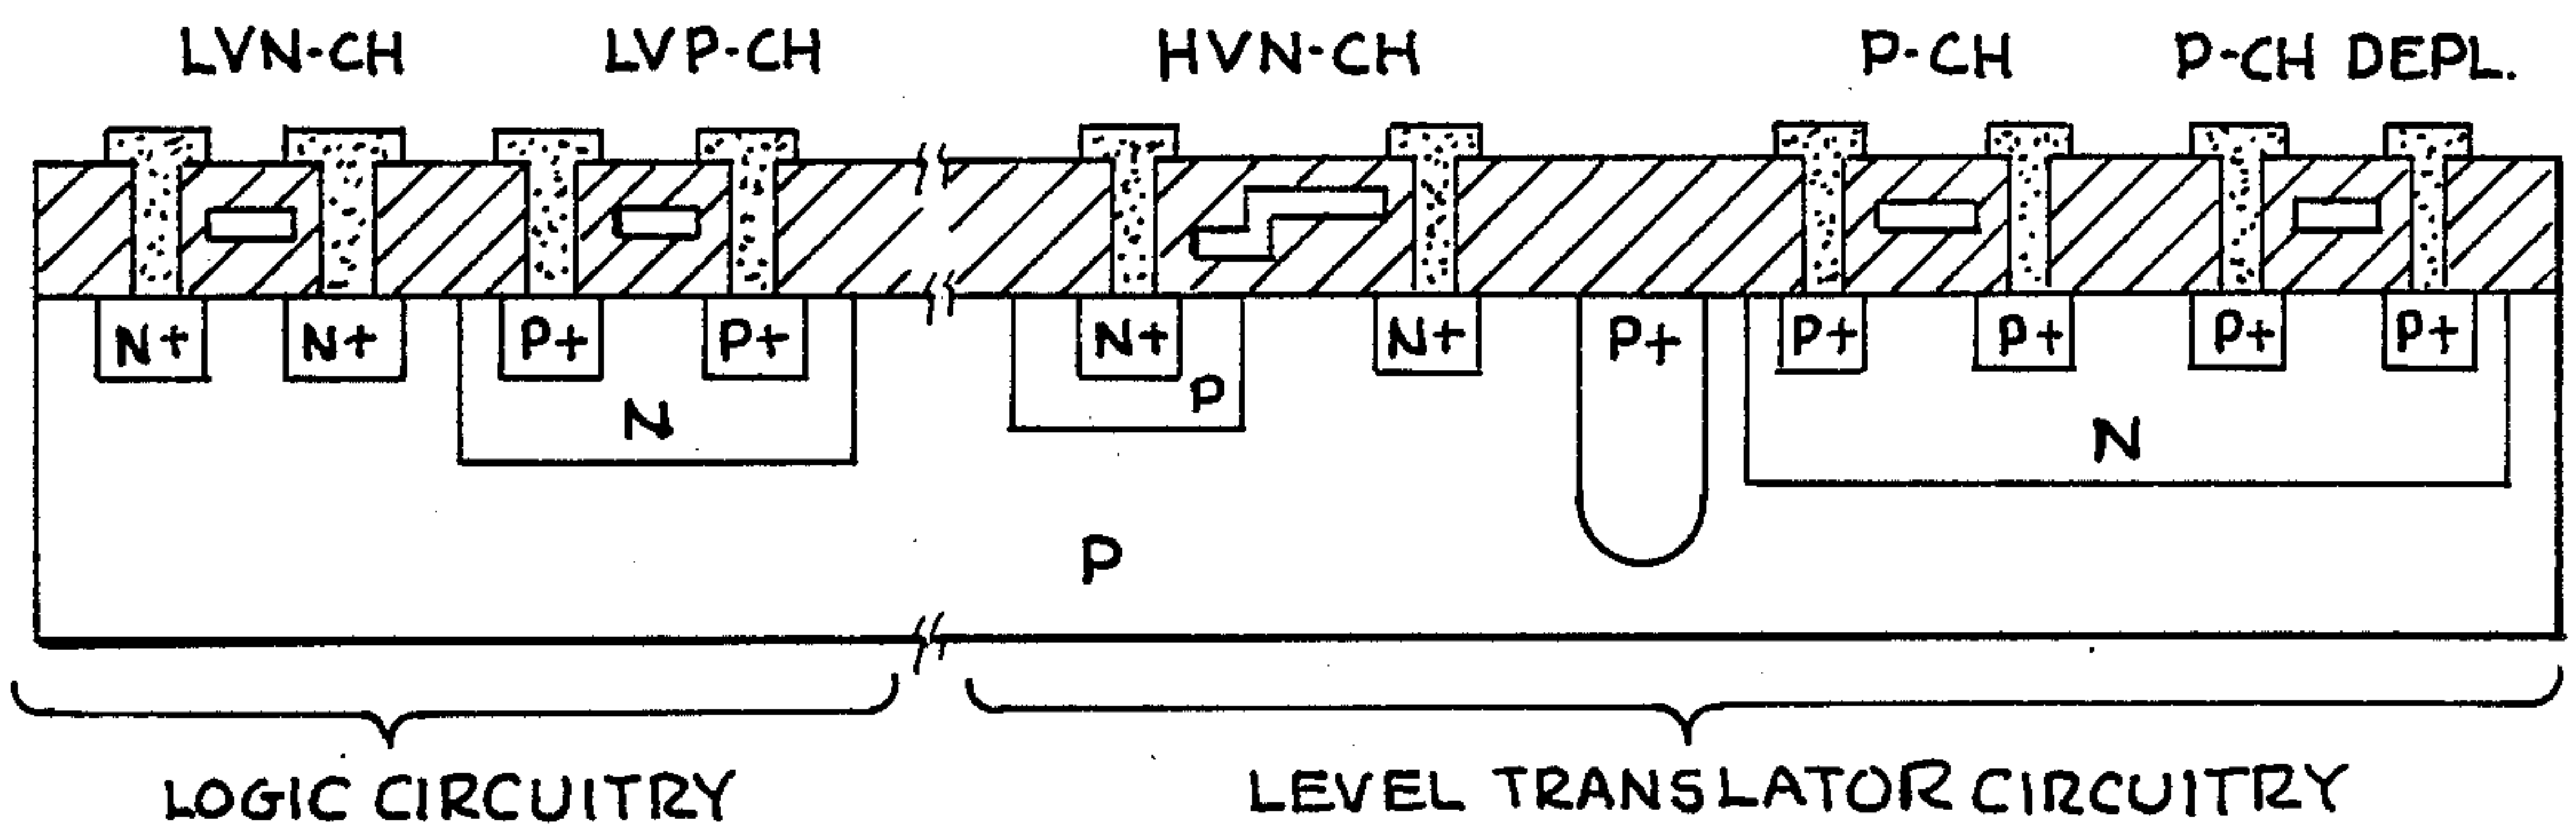 LVN-CH LVP-CH HVN-CH P-CH P-CH DEPL.
N+ N+ P+ P+ N+ N+ P+ P+ P+ P+ P+
N P N
P
LOGIC CIRCUITRY LEVEL TRANSLATOR CIRCUITRY